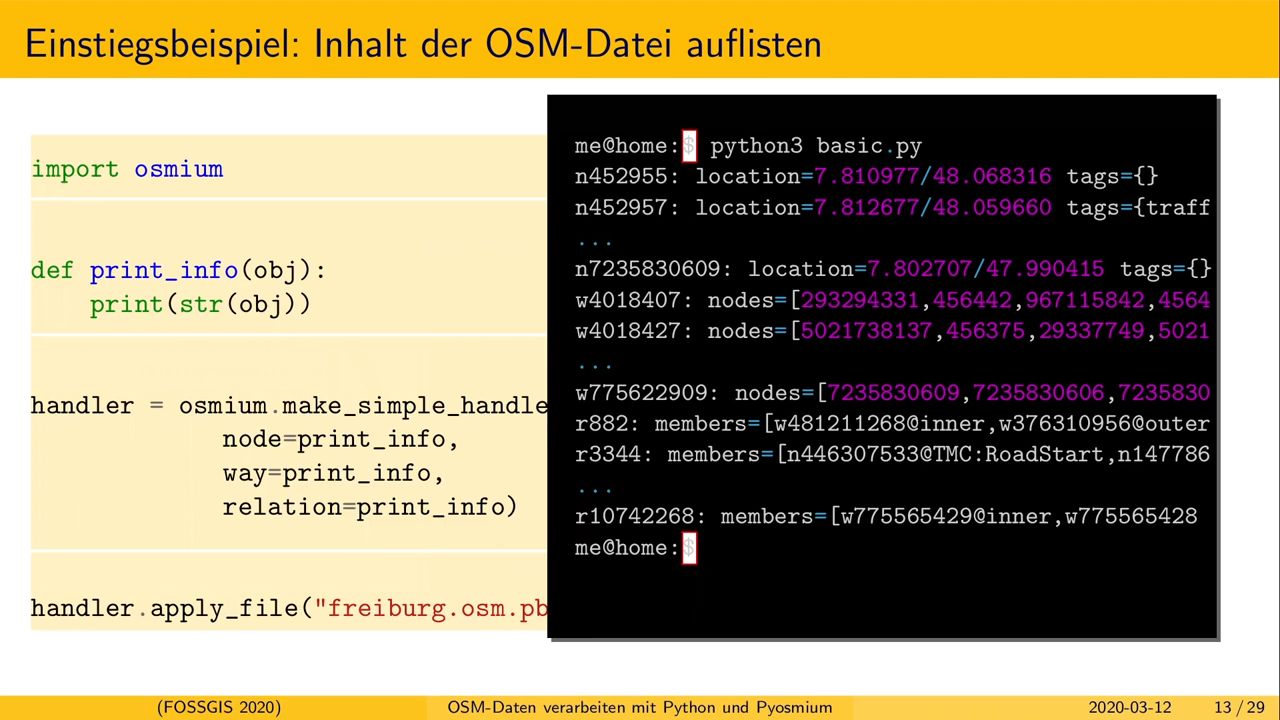 Einstiegsbeispiel: Inhalt der OSM-Datei auflisten
import osmium
def print_info(obj):
    print(str(obj))
handler = osmium.make_simple_handle
             node=print_info,
             way=print_info,
             relation=print_info)
handler.apply_file("freiburg.osm.pb
me@home:$ python3 basic.py
n452955: location=7.810977/48.068316 tags={}
n452957: location=7.812677/48.059660 tags={traff
...
n7235830609: location=7.802707/47.990415 tags={}
w4018407: nodes=[293294331,456442,967115842,4564
w4018427: nodes=[5021738137,456375,29337749,5021
...
w775622909: nodes=[7235830609,7235830606,7235830
r882: members=[w481211268@inner,w376310956@outer
r3344: members=[n446307533@TMC:RoadStart,n147786
...
r10742268: members=[w775565429@inner,w775565428
me@home:$
(FOSSGIS 2020) OSM-Daten verarbeiten mit Python und Pyosmium 2020-03-12 13 / 29